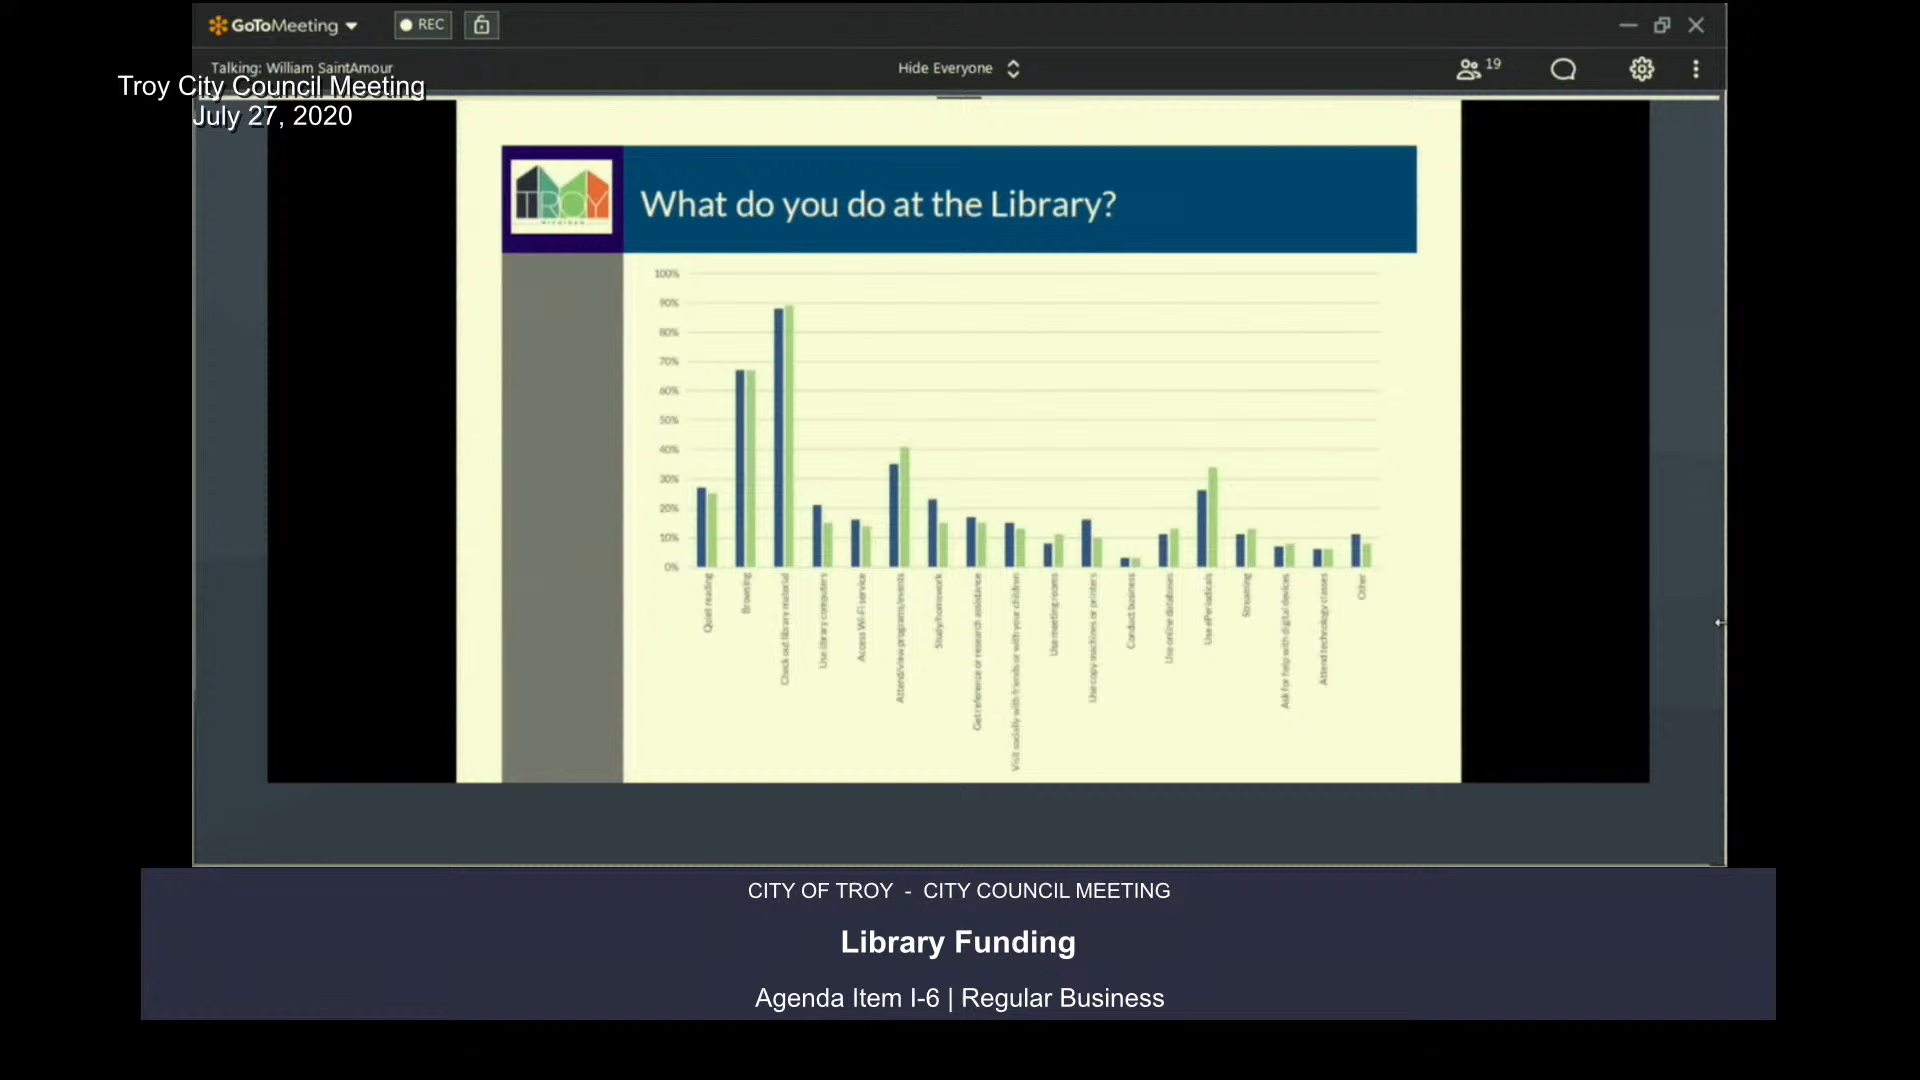 GoToMeeting
REC
Talking: William SaintAmour
Hide Everyone
19
Troy City Council Meeting
July 27, 2020
TROY
What do you do at the Library?
100%
90%
80%
70%
60%
50%
40%
30%
20%
10%
0%
Quiet reading
Browsing
Check out library material
Use library computers
Access Wi-Fi service
Attend/view programs/events
Study/homework
Get reference or research assistance
Visit socially with friends or with your children
Use meeting rooms
Use copy machines or printers
Conduct business
Use online databases
Use ePeriodicals
Streaming
Ask for help with digital devices
Attend technology classes
Other
CITY OF TROY - CITY COUNCIL MEETING
Library Funding
Agenda Item I-6 | Regular Business